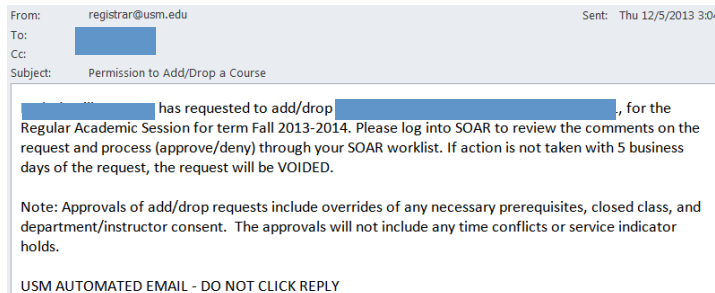 From: registrar@usm.edu Sent: Thu 12/5/2013 3:04
To:
Cc:
Subject: Permission to Add/Drop a Course
has requested to add/drop , for the
Regular Academic Session for term Fall 2013-2014. Please log into SOAR to review the comments on the
request and process (approve/deny) through your SOAR worklist. If action is not taken with 5 business
days of the request, the request will be VOIDED.
Note: Approvals of add/drop requests include overrides of any necessary prerequisites, closed class, and
department/instructor consent. The approvals will not include any time conflicts or service indicator
holds.
USM AUTOMATED EMAIL - DO NOT CLICK REPLY